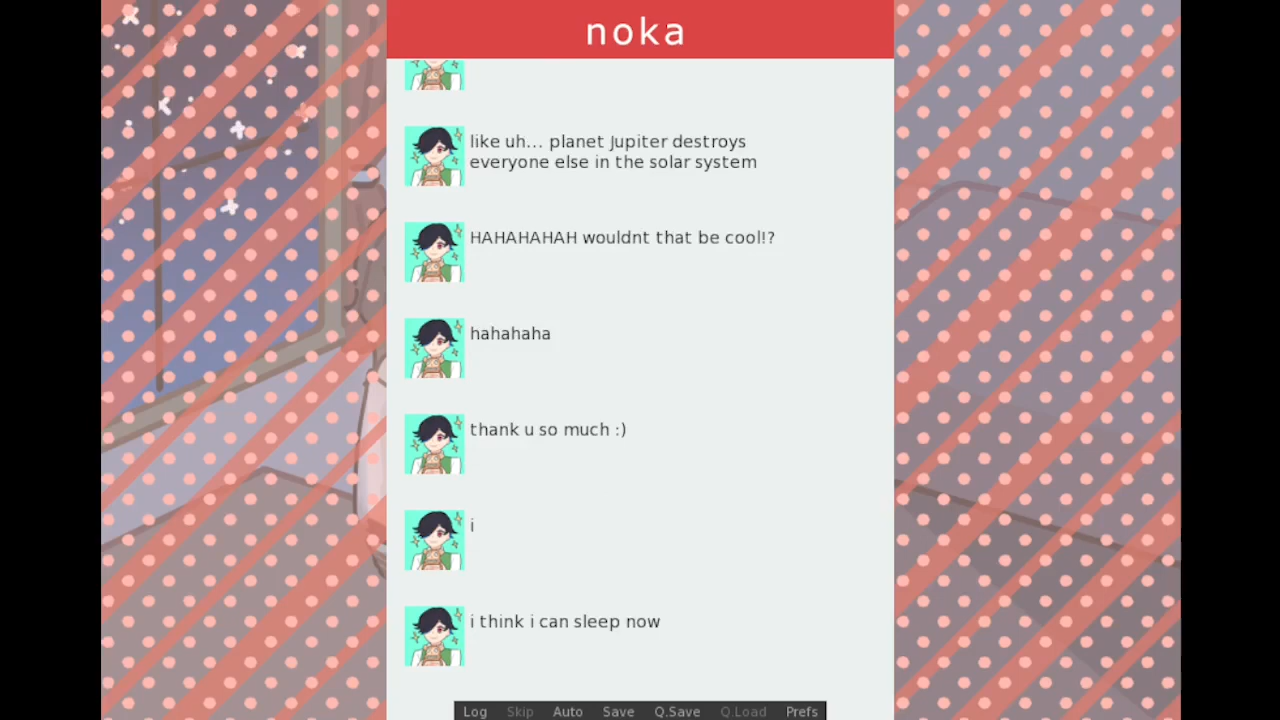 noka
like uh... planet Jupiter destroys
everyone else in the solar system
HAHAHAHAH wouldnt that be cool!?
hahahaha
thank u so much :)
i
i think i can sleep now
Log Skip Auto Save Q.Save Q.Load Prefs